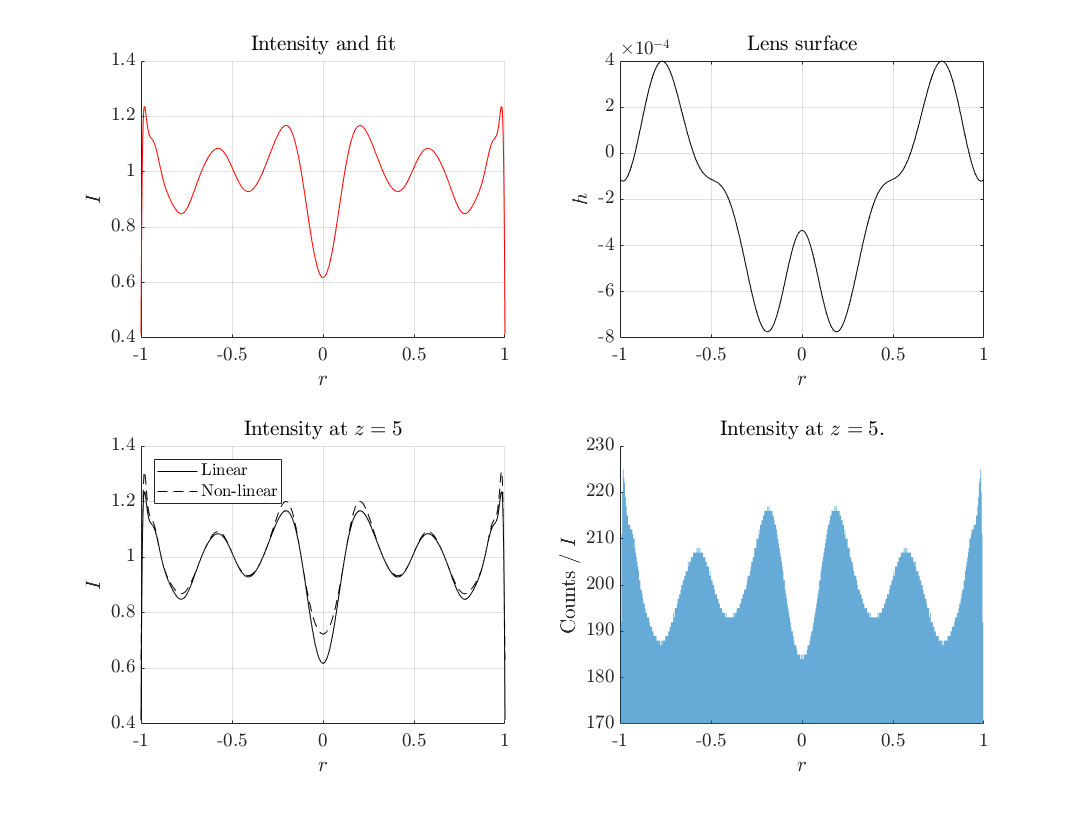 Intensity and fit
1.4
1.2
1
0.8
0.6
0.4
I
-1 -0.5 0 0.5 1
r
×10⁻⁴ Lens surface
4
2
0
-2
-4
-6
-8
h
-1 -0.5 0 0.5 1
r
Intensity at z = 5
1.4
1.2
1
0.8
0.6
0.4
I
Linear
Non-linear
-1 -0.5 0 0.5 1
r
Intensity at z = 5.
230
220
210
200
190
180
170
Counts / I
-1 -0.5 0 0.5 1
r